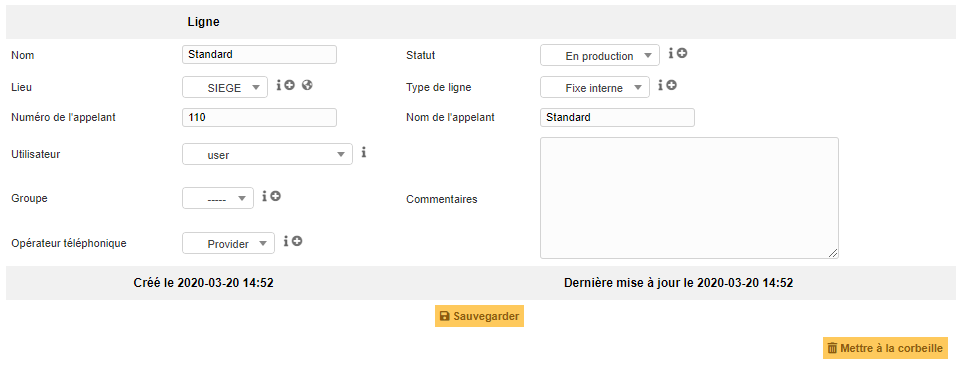 Ligne
Nom Standard Statut En production
Lieu SIEGE Type de ligne Fixe interne
Numéro de l'appelant 110 Nom de l'appelant Standard
Utilisateur user
Groupe ----- Commentaires
Opérateur téléphonique Provider
Créé le 2020-03-20 14:52 Dernière mise à jour le 2020-03-20 14:52
Sauvegarder
Mettre à la corbeille